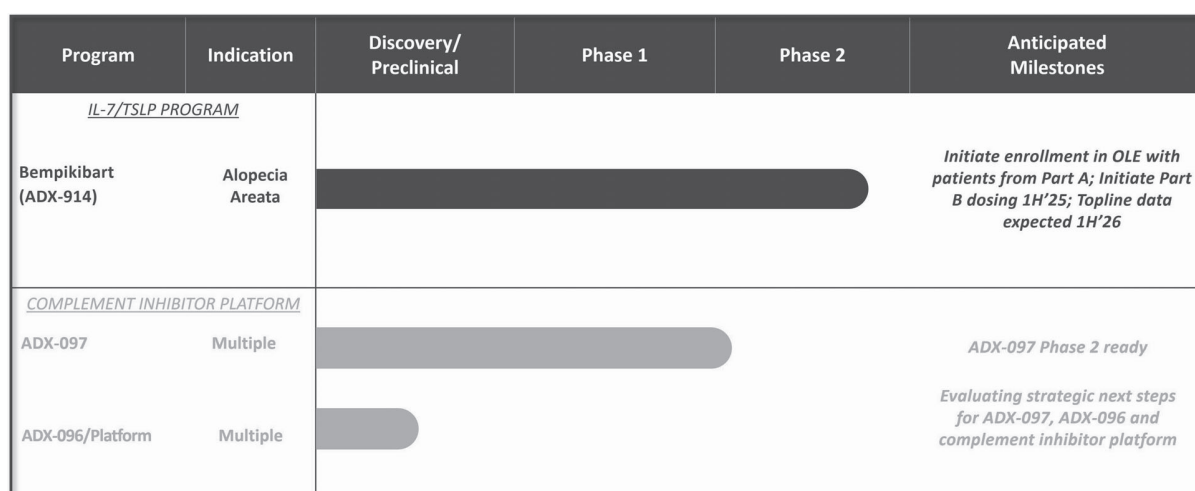 Program
Indication
Discovery/
Preclinical
Phase 1
Phase 2
Anticipated
Milestones
IL-7/TSLP PROGRAM
Bempikibart
(ADX-914)
Alopecia
Areata
Initiate enrollment in OLE with
patients from Part A; Initiate Part
B dosing 1H’25; Topline data
expected 1H’26
COMPLEMENT INHIBITOR PLATFORM
ADX-097
Multiple
ADX-097 Phase 2 ready
ADX-096/Platform
Multiple
Evaluating strategic next steps
for ADX-097, ADX-096 and
complement inhibitor platform